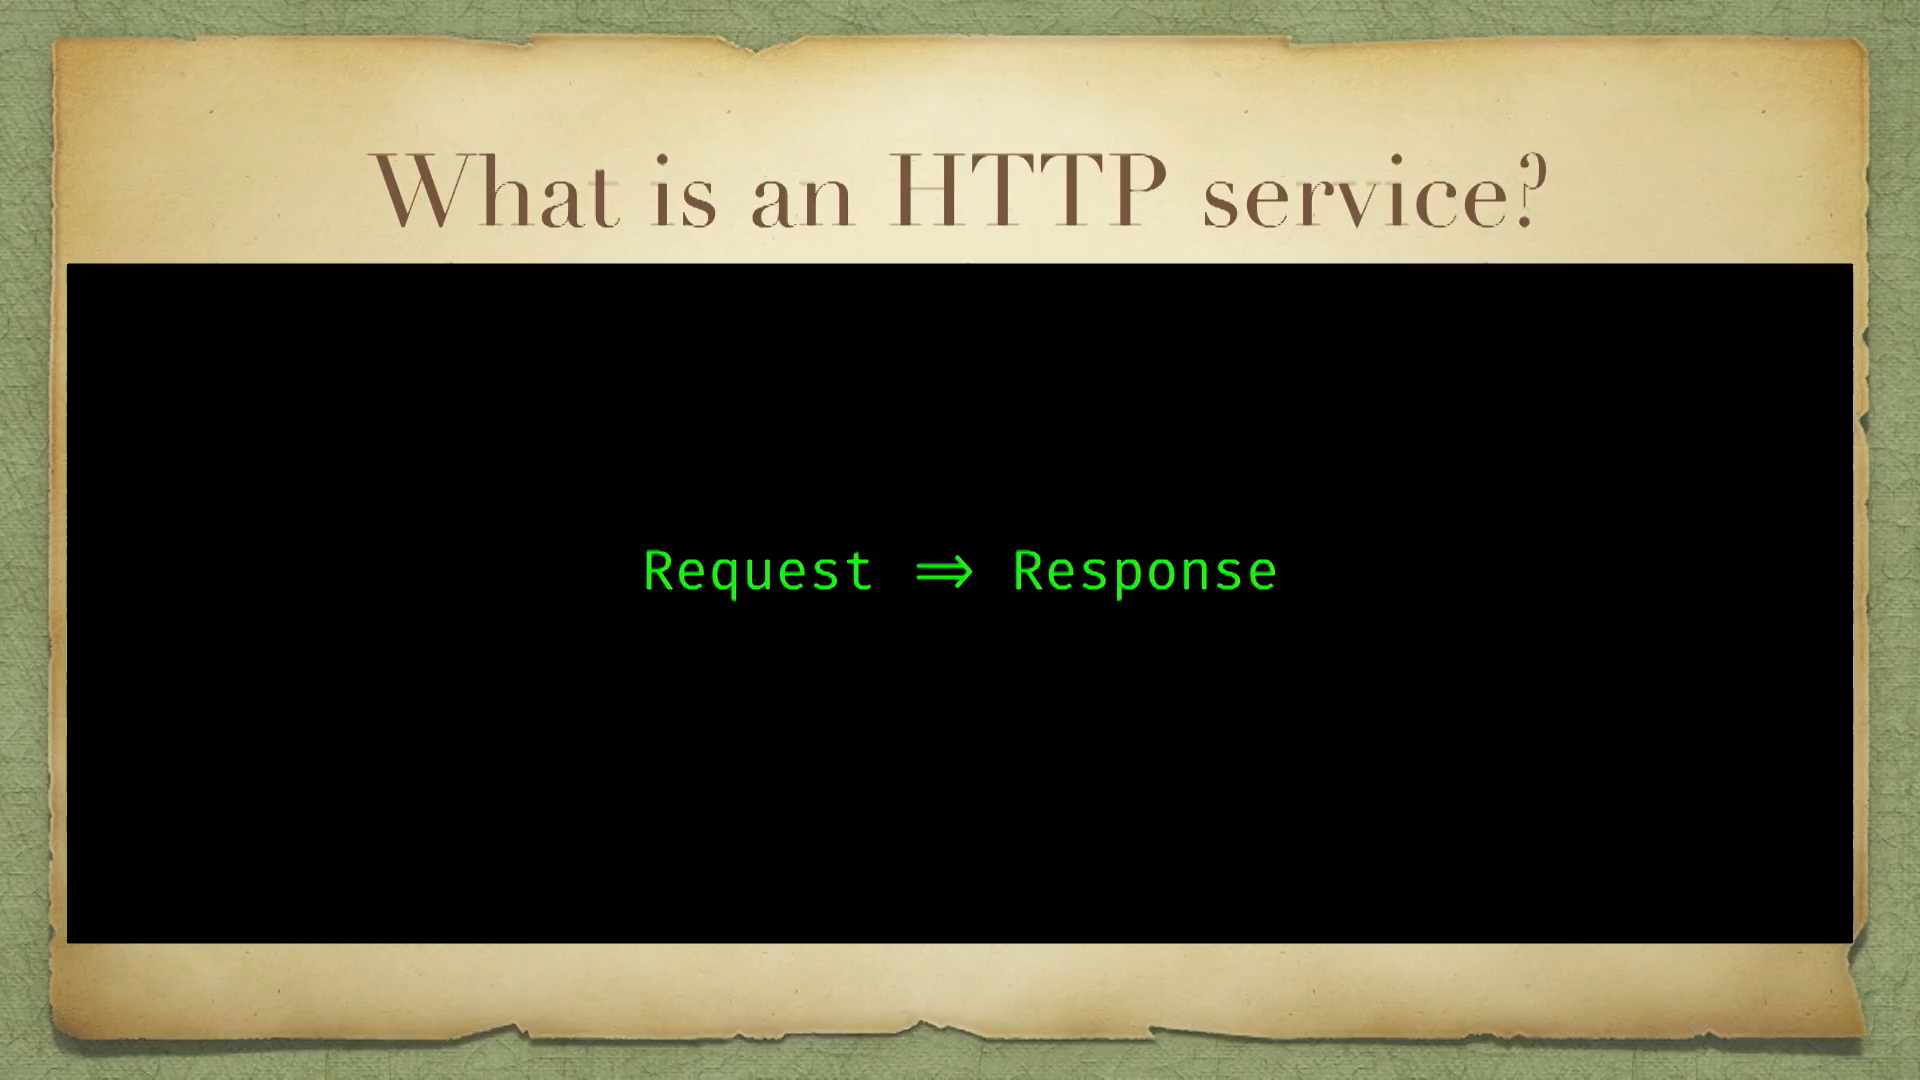 What is an HTTP service?
Request ⇒ Response